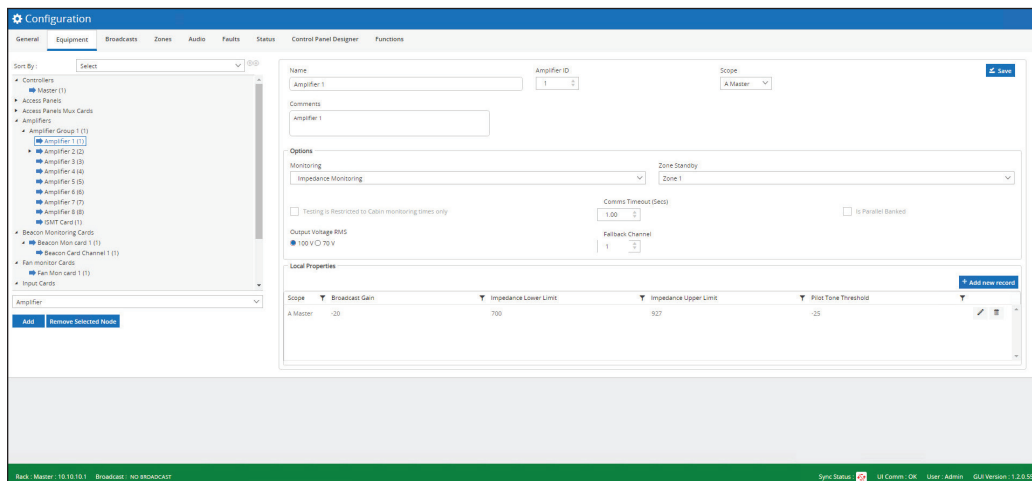 Configuration
General Equipment Broadcasts Zones Audio Faults Status Control Panel Designer Functions
Sort By : Select
Controllers
Master (1)
Access Panels
Access Panels Mux Cards
Amplifiers
Amplifier Group 1 (1)
Amplifier 1 (1)
Amplifier 2 (2)
Amplifier 3 (3)
Amplifier 4 (4)
Amplifier 5 (5)
Amplifier 6 (6)
Amplifier 7 (7)
Amplifier 8 (8)
ISMT Card (1)
Beacon Monitoring Cards
Beacon Mon card 1 (1)
Beacon Card Channel 1 (1)
Fan monitor Cards
Fan Mon card 1 (1)
Input Cards
Amplifier
Add Remove Selected Node
Name Amplifier ID Scope
Save
Amplifier 1 1 A Master
Comments
Amplifier 1
Options
Monitoring Zone Standby
Impedance Monitoring Zone 1
Comms Timeout (Secs)
Testing is Restricted to Cabin monitoring times only 1.00 Is Parallel Banked
Output Voltage RMS Fallback Channel
100 V 70 V 1
Local Properties
+ Add new record
Scope Broadcast Gain Impedance Lower Limit Impedance Upper Limit Pilot Tone Threshold
A Master -20 700 927 -25
Rack : Master : 10.10.10.1 Broadcast : NO BROADCAST Sync Status : UI Comm : OK User : Admin GUI Version : 1.2.0.59